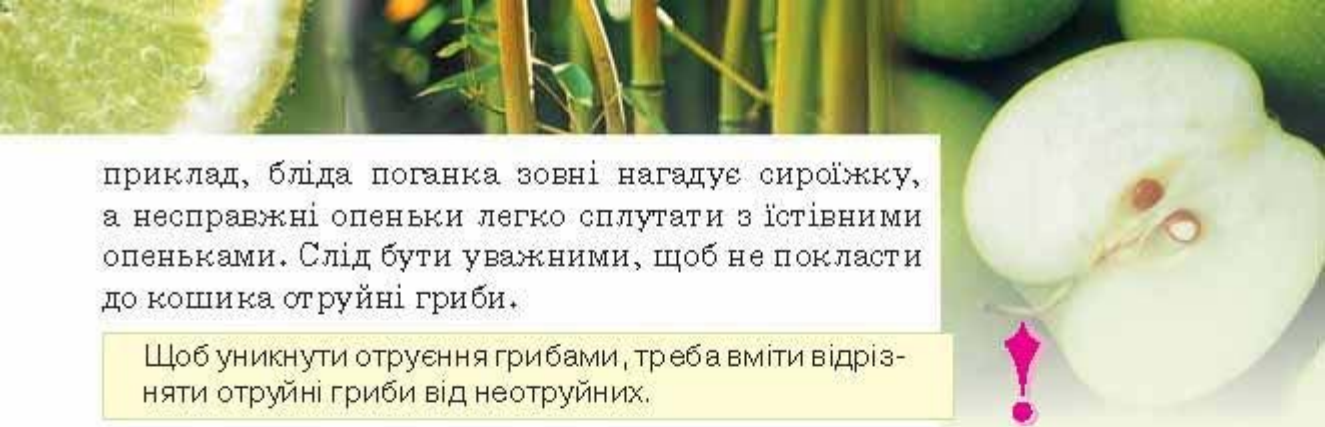 приклад, бліда поганка зовні нагадує сироїжку,
а несправжні опеньки легко сплутати з їстівними
опеньками. Слід бути уважними, щоб не покласти
до кошика отруйні гриби.
Щоб уникнути отруєння грибами, треба вміти відріз-
няти отруйні гриби від неотруйних.